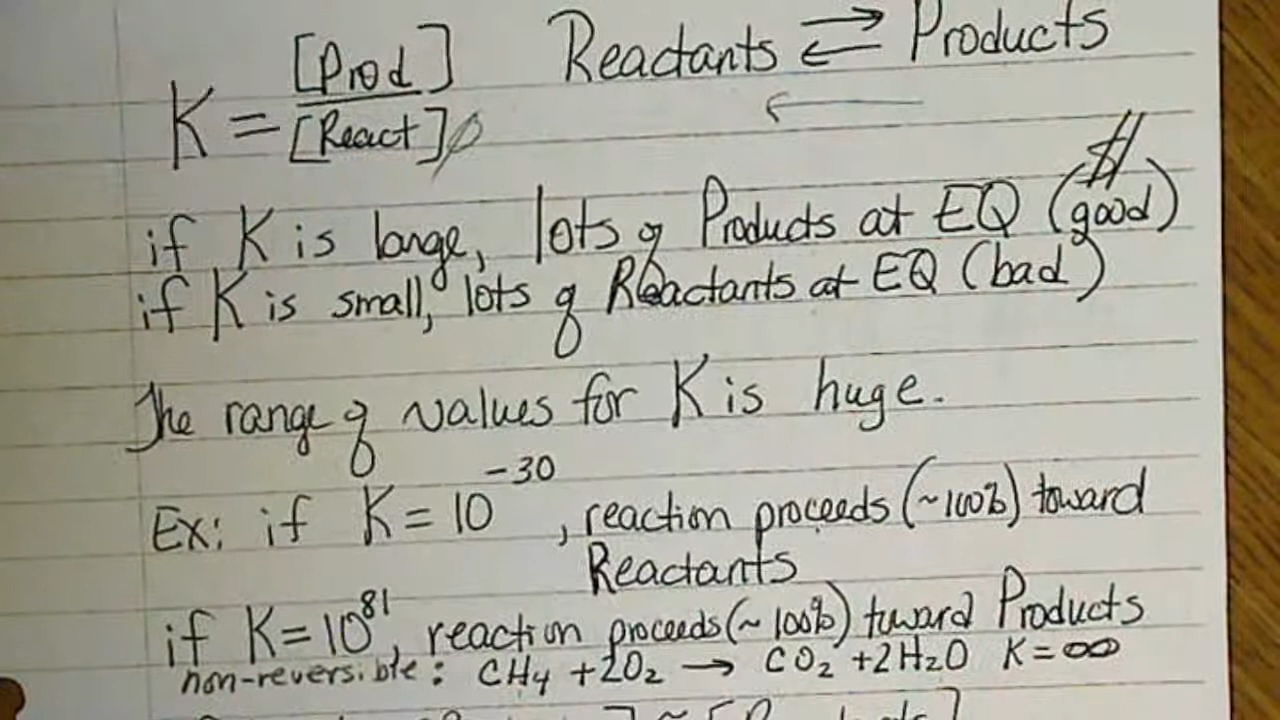 K = [Prod] / [React] Reactants ⇌ Products
←
$
if K is large, lots of Products at EQ (good)
if K is small, lots of Reactants at EQ (bad)
The range of values for K is huge.
Ex: if K = 10⁻³⁰, reaction proceeds (~100%) toward
Reactants
if K = 10⁸¹, reaction proceeds (~100%) toward Products
non-reversible: CH₄ + 2O₂ → CO₂ + 2H₂O K = ∞